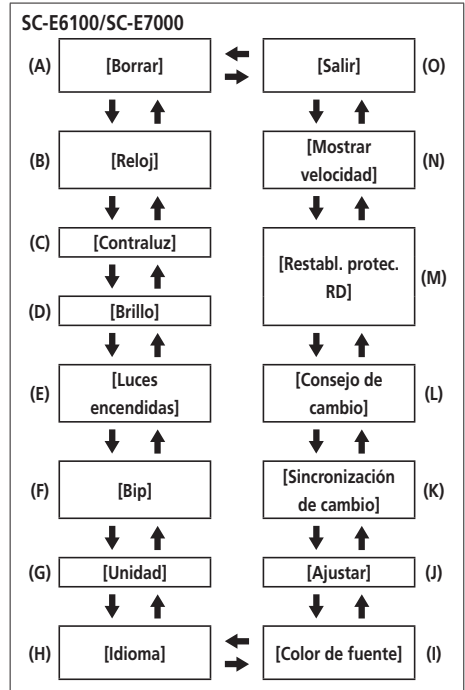 SC-E6100/SC-E7000
(A) [Borrar] [Salir] (O)
(B) [Reloj] [Mostrar
velocidad] (N)
(C) [Contraluz]
[Restabl. protec.
RD] (M)
(D) [Brillo]
(E) [Luces
encendidas]
[Consejo de
cambio] (L)
(F) [Bip] [Sincronización
de cambio] (K)
(G) [Unidad] [Ajustar] (J)
(H) [Idioma] [Color de fuente] (I)